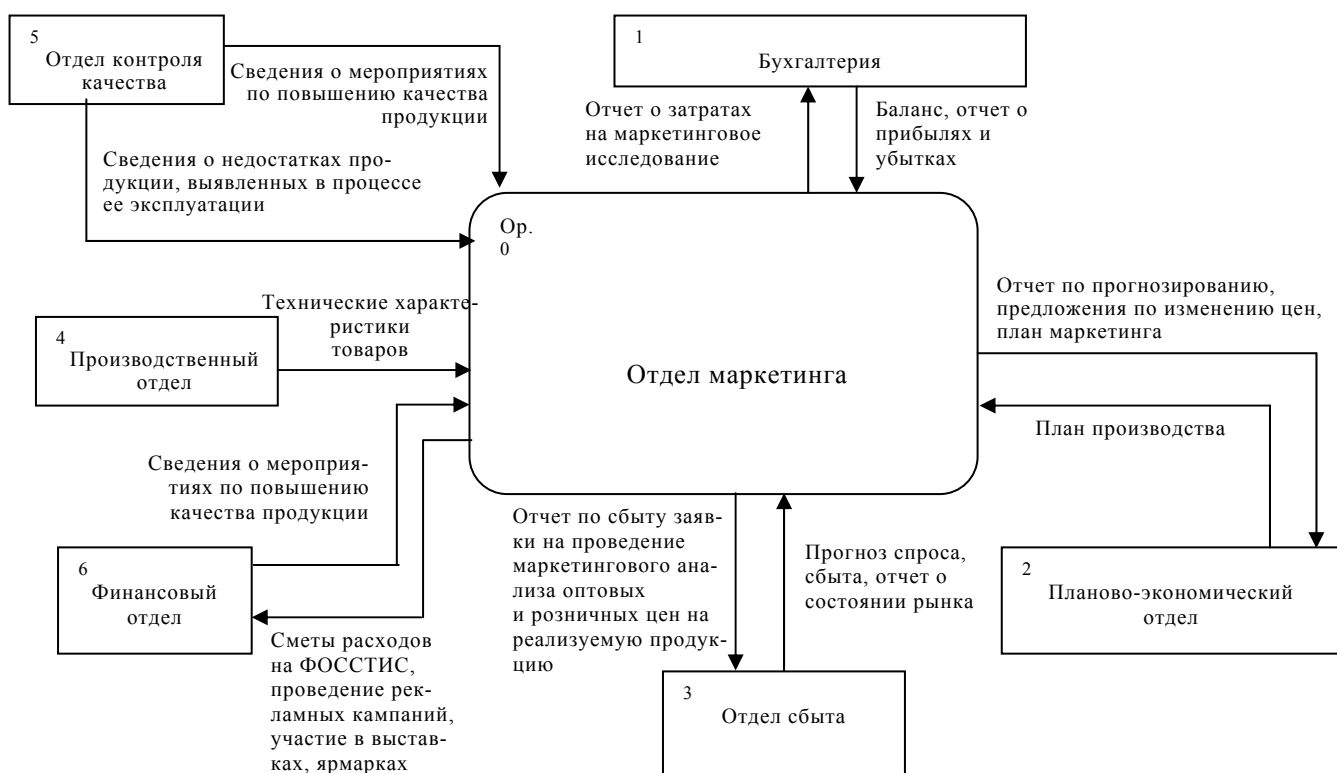 5
Отдел контроля
качества
Сведения о мероприятиях
по повышению качества
продукции
1
Бухгалтерия
Отчет о затратах
на маркетинговое
исследование
Баланс, отчет о
прибылях и
убытках
Сведения о недостатках про-
дукции, выявленных в процессе
ее эксплуатации
Ор.
0
Отдел маркетинга
Технические характе-
ристики
товаров
4
Производственный
отдел
Отчет по прогнозированию,
предложения по изменению цен,
план маркетинга
План производства
Сведения о мероприя-
тиях по повышению
качества продукции
6
Финансовый
отдел
Сметы расходов
на ФОССТИС,
проведение рек-
ламных кампаний,
участие в выстав-
ках, ярмарках
Отчет по сбыту заяв-
ки на проведение
маркетингового ана-
лиза оптовых
и розничных цен на
реализуемую продук-
цию
Прогноз спроса,
сбыта, отчет о
состоянии рынка
2
Планово-экономический
отдел
3
Отдел сбыта